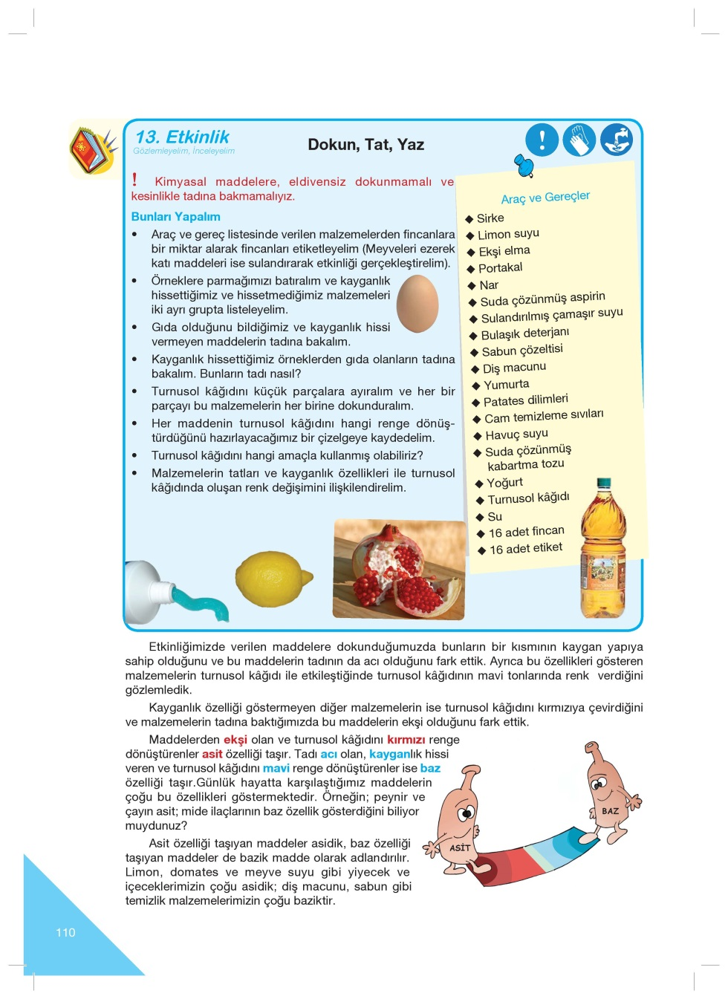 13. Etkinlik
Gözlemleyelim, İnceleyelim
Dokun, Tat, Yaz
! Kimyasal maddelere, eldivensiz dokunmamalı ve
kesinlikle tadına bakmamalıyız.
Bunları Yapalım
• Araç ve gereç listesinde verilen malzemelerden fincanlara
bir miktar alarak fincanları etiketleyelim (Meyveleri ezerek
katı maddeleri ise sulandırarak etkinliği gerçekleştirelim).
• Örneklere parmağımızı batıralım ve kayganlık
hissettiğimiz ve hissetmediğimiz malzemeleri
iki ayrı grupta listeleyelim.
• Gıda olduğunu bildiğimiz ve kayganlık hissi
vermeyen maddelerin tadına bakalım.
• Kayganlık hissettiğimiz örneklerden gıda olanların tadına
bakalım. Bunların tadı nasıl?
• Turnusol kâğıdını küçük parçalara ayıralım ve her bir
parçayı bu malzemelerin her birine dokunduralım.
• Her maddenin turnusol kâğıdını hangi renge dönüş-
türdüğünü hazırlayacağımız bir çizelgeye kaydedelim.
• Turnusol kâğıdını hangi amaçla kullanmış olabiliriz?
• Malzemelerin tatları ve kayganlık özellikleri ile turnusol
kâğıdında oluşan renk değişimini ilişkilendirelim.
Araç ve Gereçler
◆ Sirke
◆ Limon suyu
◆ Ekşi elma
◆ Portakal
◆ Nar
◆ Suda çözünmüş aspirin
◆ Sulandırılmış çamaşır suyu
◆ Bulaşık deterjanı
◆ Sabun çözeltisi
◆ Diş macunu
◆ Yumurta
◆ Patates dilimleri
◆ Cam temizleme sıvıları
◆ Havuç suyu
◆ Suda çözünmüş
kabartma tozu
◆ Yoğurt
◆ Turnusol kâğıdı
◆ Su
◆ 16 adet fincan
◆ 16 adet etiket
Etkinliğimizde verilen maddelere dokunduğumuzda bunların bir kısmının kaygan yapıya
sahip olduğunu ve bu maddelerin tadının da acı olduğunu fark ettik. Ayrıca bu özellikleri gösteren
malzemelerin turnusol kâğıdı ile etkileştiğinde turnusol kâğıdının mavi tonlarında renk verdiğini
gözlemledik.
Kayganlık özelliği göstermeyen diğer malzemelerin ise turnusol kâğıdını kırmızıya çevirdiğini
ve malzemelerin tadına baktığımızda bu maddelerin ekşi olduğunu fark ettik.
Maddelerden ekşi olan ve turnusol kâğıdını kırmızı renge
dönüştürenler asit özelliği taşır. Tadı acı olan, kayganlık hissi
veren ve turnusol kâğıdını mavi renge dönüştürenler ise baz
özelliği taşır.Günlük hayatta karşılaştığımız maddelerin
çoğu bu özellikleri göstermektedir. Örneğin; peynir ve
çayın asit; mide ilaçlarının baz özellik gösterdiğini biliyor
muydunuz?
Asit özelliği taşıyan maddeler asidik, baz özelliği
taşıyan maddeler de bazik madde olarak adlandırılır.
Limon, domates ve meyve suyu gibi yiyecek ve
içeceklerimizin çoğu asidik; diş macunu, sabun gibi
temizlik malzemelerimizin çoğu baziktir.
BAZ
ASİT
110